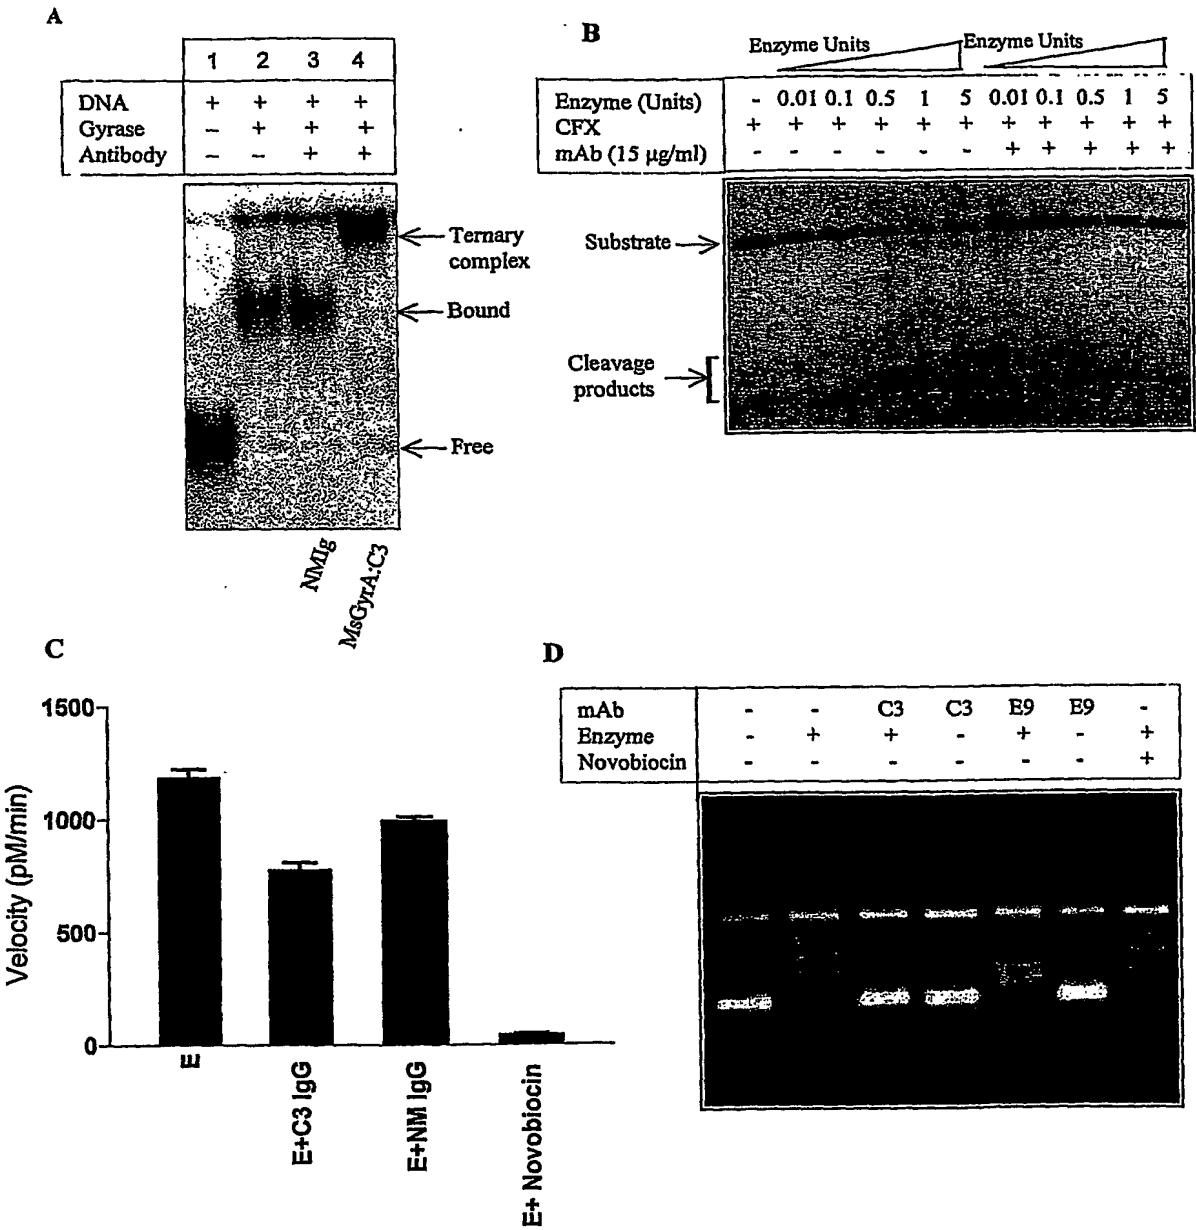 A
1 2 3 4
DNA + + + +
Gyrase – + + +
Antibody – – + +
Ternary
complex
Bound
Free
NMIg
MsGyrA:C3
B
Enzyme Units Enzyme Units
Enzyme (Units) - 0.01 0.1 0.5 1 5 0.01 0.1 0.5 1 5
CFX + + + + + + + + + + +
mAb (15 μg/ml) - - - - - - + + + + +
Substrate
Cleavage
products
C
Velocity (pM/min)
1500
1000
500
0
E
E+C3 IgG
E+NM IgG
E+ Novobiocin
D
mAb - - C3 C3 E9 E9 -
Enzyme - + + - + - +
Novobiocin - - - - - - +